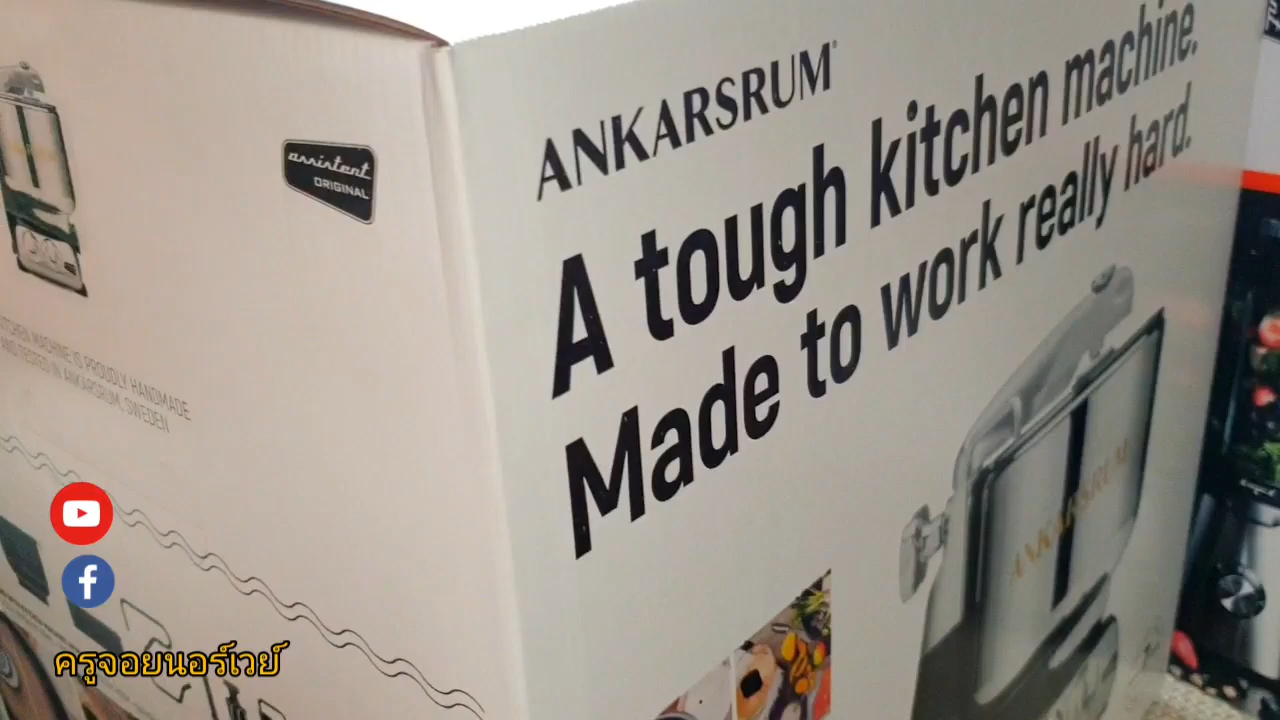 assistent
ORIGINAL
KITCHEN MACHINE IS PROUDLY HANDMADE
AND TESTED IN ANKARSRUM, SWEDEN
ANKARSRUM
A tough kitchen machine.
Made to work really hard.
ANKARSRUM
ครูจอยนอร์เวย์